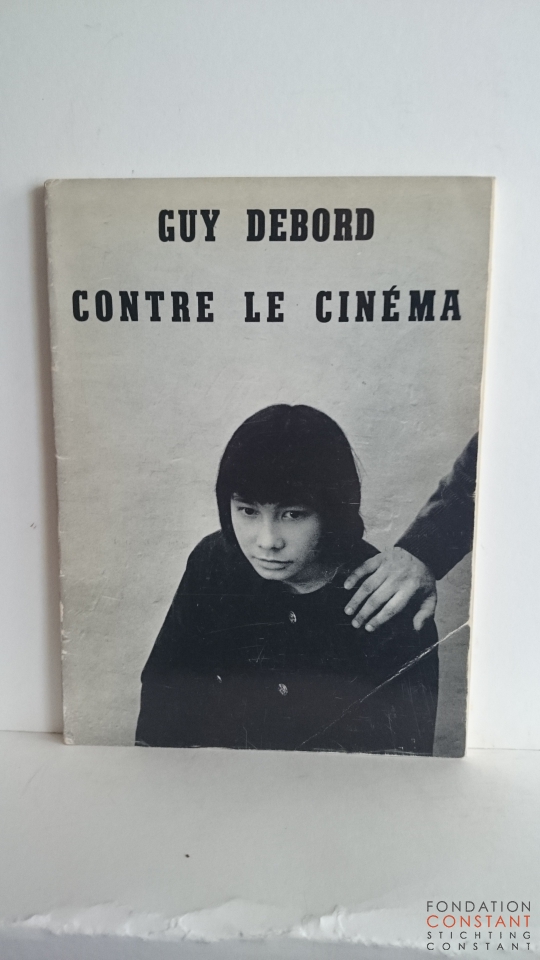 GUY DEBORD
CONTRE LE CINÉMA
FONDATION
CONSTANT
STICHTING
CONSTANT